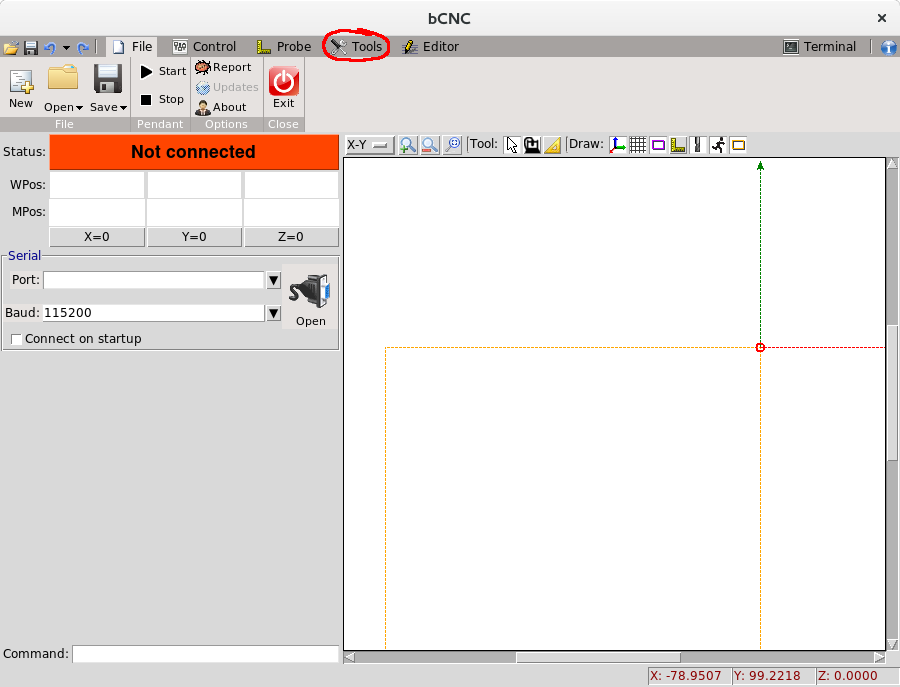 bCNC
File Control Probe Tools Editor Terminal
New Open Save Start Stop Report Updates About Exit
File Pendant Options Close
Status: Not connected
WPos:
MPos:
X=0 Y=0 Z=0
Serial
Port:
Baud: 115200
Open
Connect on startup
X-Y Tool: Draw:
Command:
X: -78.9507 Y: 99.2218 Z: 0.0000